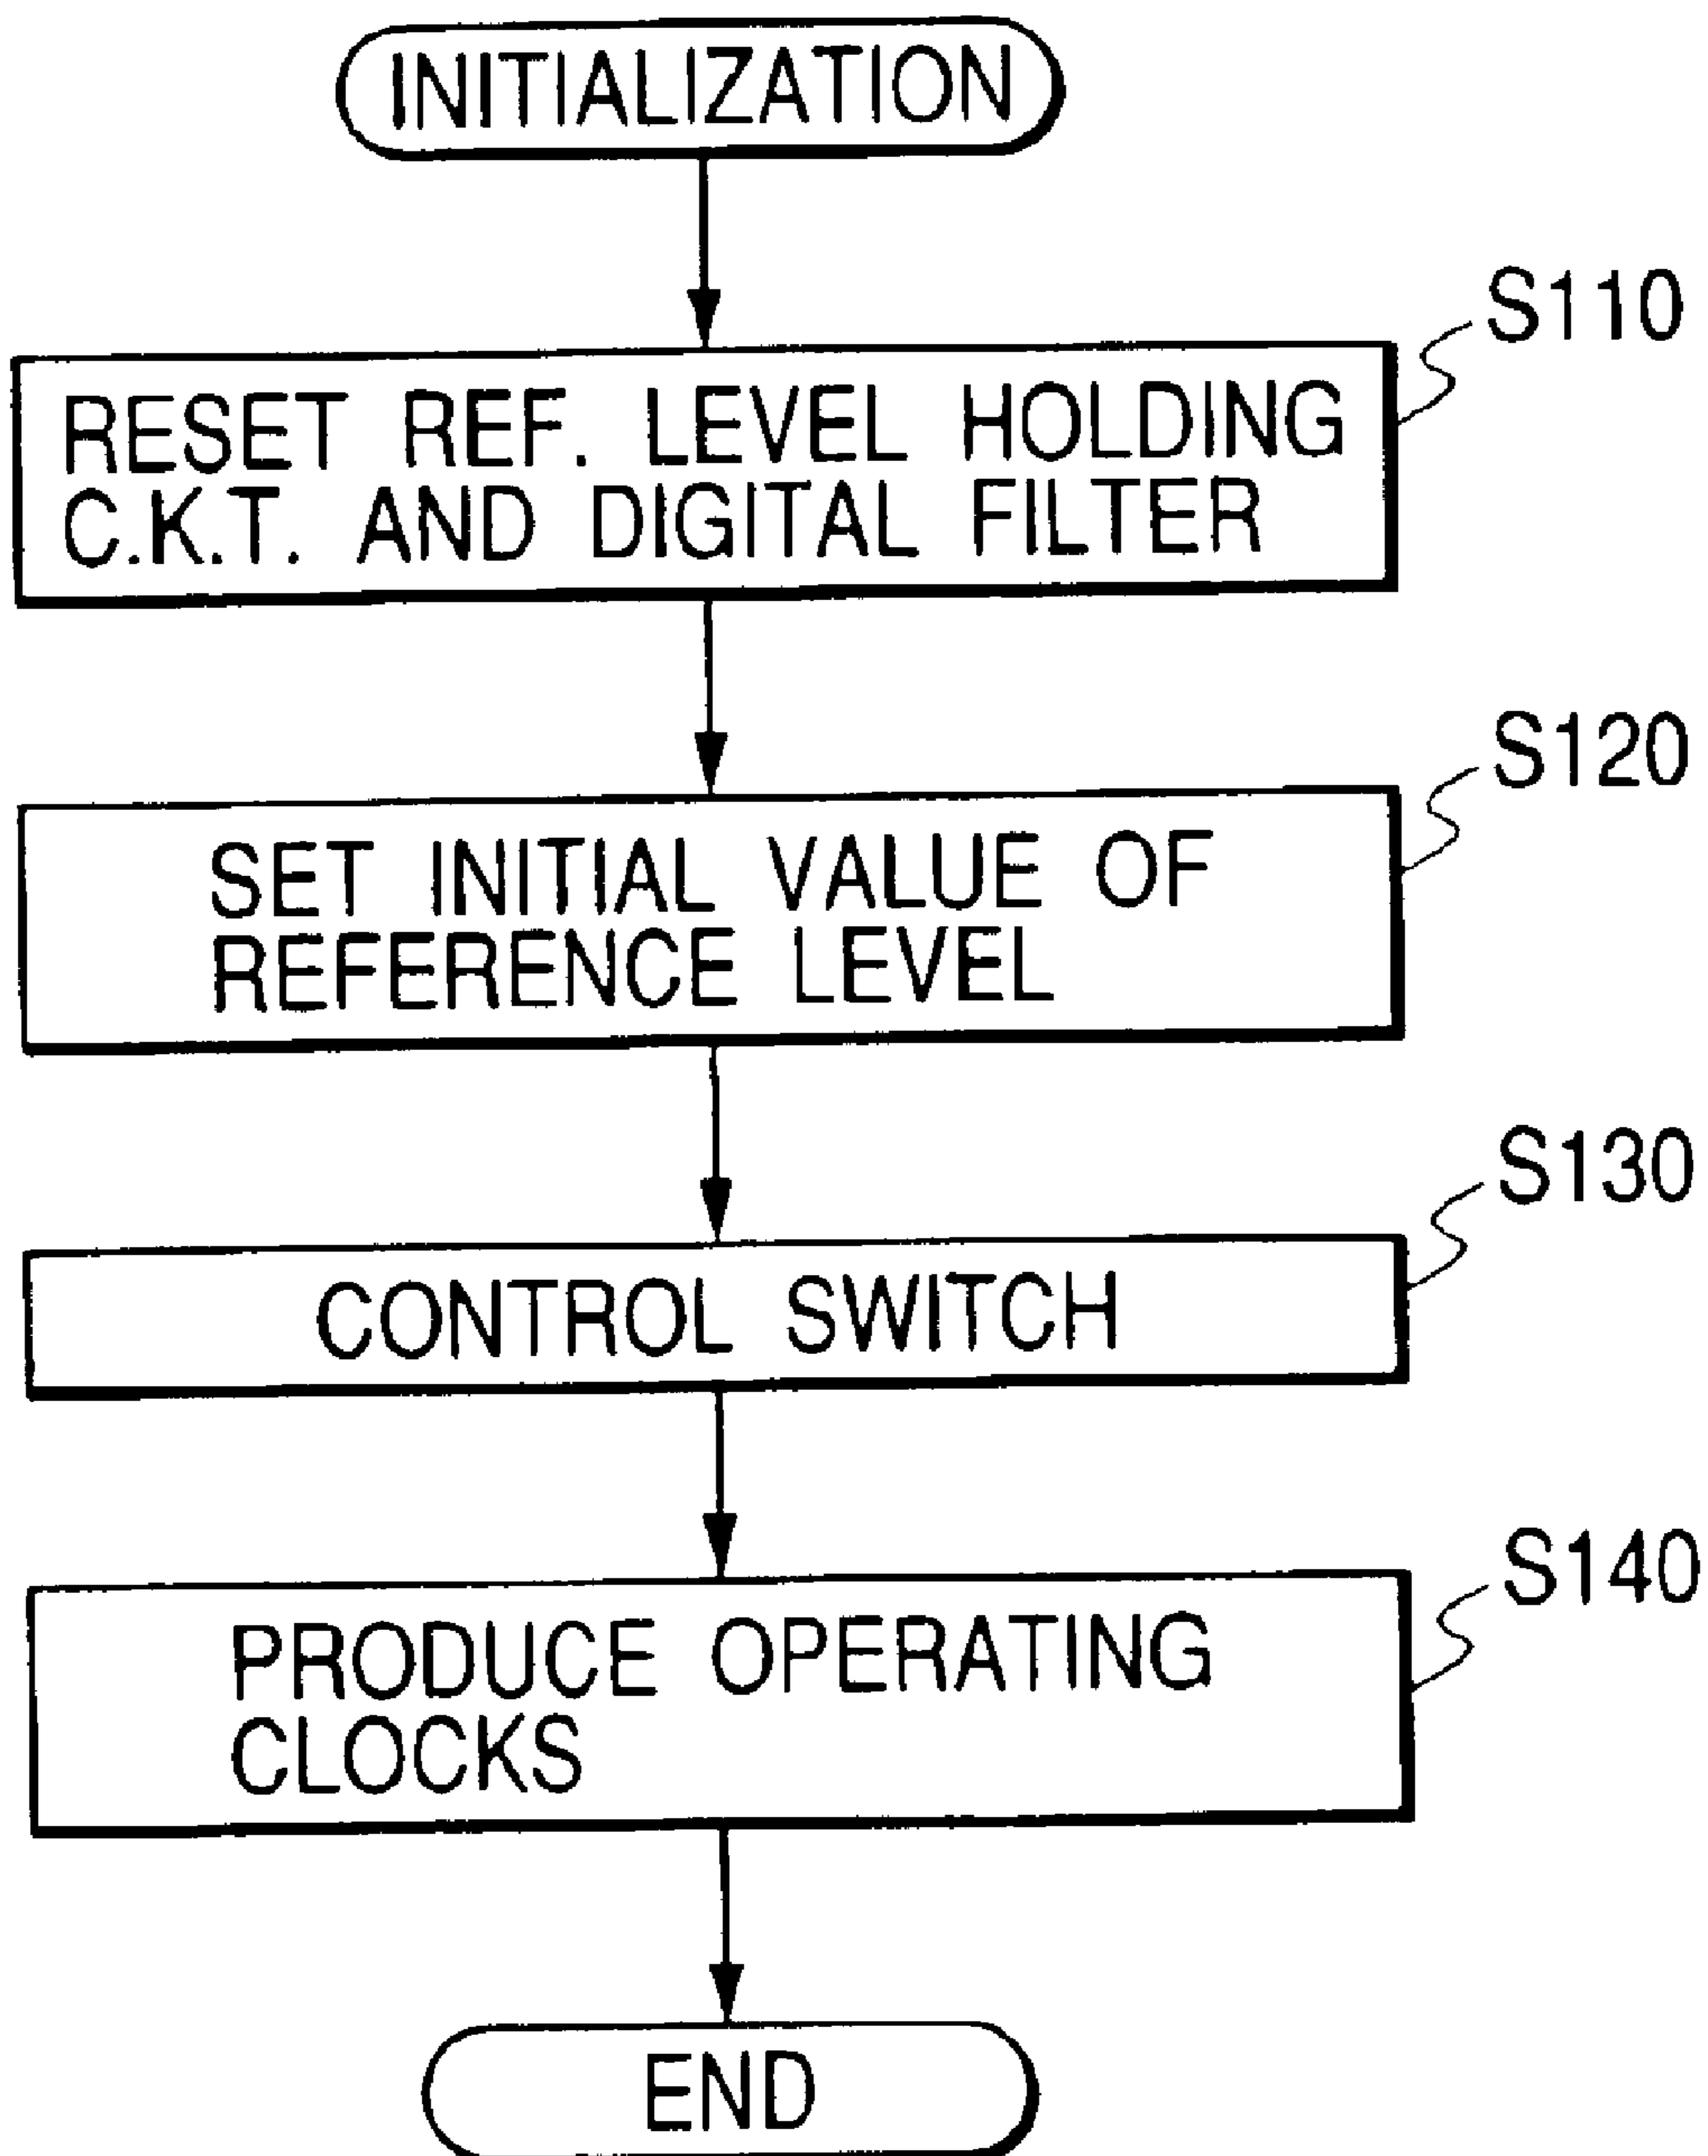 INITIALIZATION
S110
RESET REF. LEVEL HOLDING
C.K.T. AND DIGITAL FILTER
S120
SET INITIAL VALUE OF
REFERENCE LEVEL
S130
CONTROL SWITCH
S140
PRODUCE OPERATING
CLOCKS
END